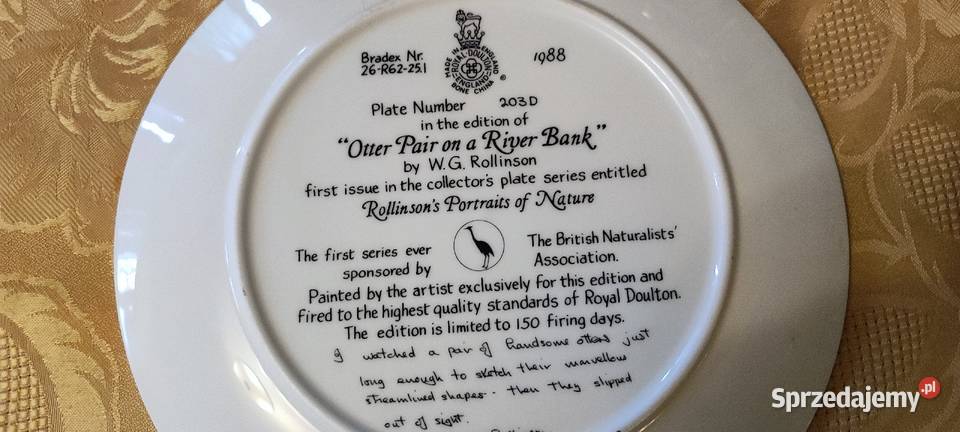 Bradex Nr.
26-R62-25.1
MADE IN ENGLAND
ROYAL·DOULTON
ENGLAND
BONE CHINA
®
1988
Plate Number 203D
in the edition of
"Otter Pair on a River Bank"
by W.G. Rollinson
first issue in the collector's plate series entitled
Rollinson's Portraits of Nature
The first series ever
sponsored by
The British Naturalists'
Association.
Painted by the artist exclusively for this edition and
fired to the highest quality standards of Royal Doulton.
The edition is limited to 150 firing days.
I watched a pair of handsome otters just
long enough to sketch their marvellous
streamlined shapes - then they slipped
out of sight.
Rollinson
Sprzedajemy.pl